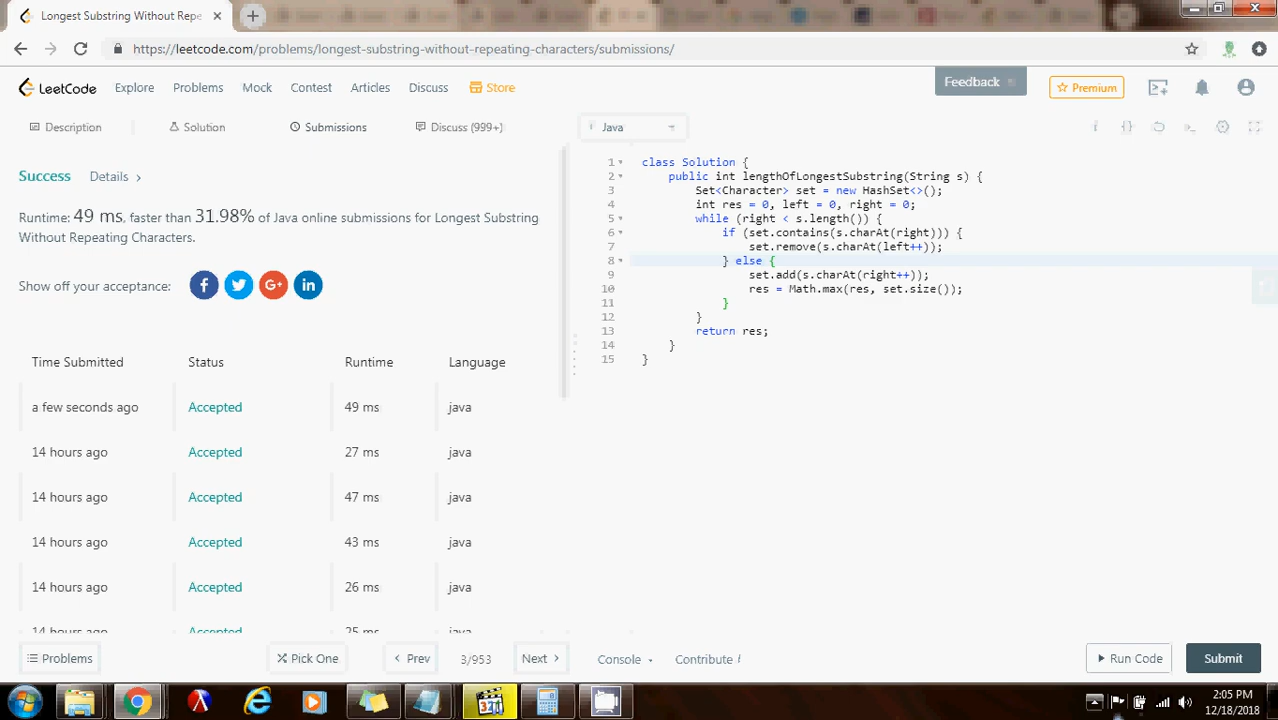 Longest Substring Without Repe
https://leetcode.com/problems/longest-substring-without-repeating-characters/submissions/
LeetCode Explore Problems Mock Contest Articles Discuss Store Feedback Premium
Description Solution Submissions Discuss (999+) Java
Success Details
Runtime: 49 ms, faster than 31.98% of Java online submissions for Longest Substring
Without Repeating Characters.
Show off your acceptance:
Time Submitted Status Runtime Language
a few seconds ago Accepted 49 ms java
14 hours ago Accepted 27 ms java
14 hours ago Accepted 47 ms java
14 hours ago Accepted 43 ms java
14 hours ago Accepted 26 ms java
14 hours ago Accepted 25 ms java
1 class Solution {
2 public int lengthOfLongestSubstring(String s) {
3 Set<Character> set = new HashSet<>();
4 int res = 0, left = 0, right = 0;
5 while (right < s.length()) {
6 if (set.contains(s.charAt(right))) {
7 set.remove(s.charAt(left++));
8 } else {
9 set.add(s.charAt(right++));
10 res = Math.max(res, set.size());
11 }
12 }
13 return res;
14 }
15 }
Problems Pick One Prev 3/953 Next Console Contribute i Run Code Submit
321
2:05 PM
12/18/2018